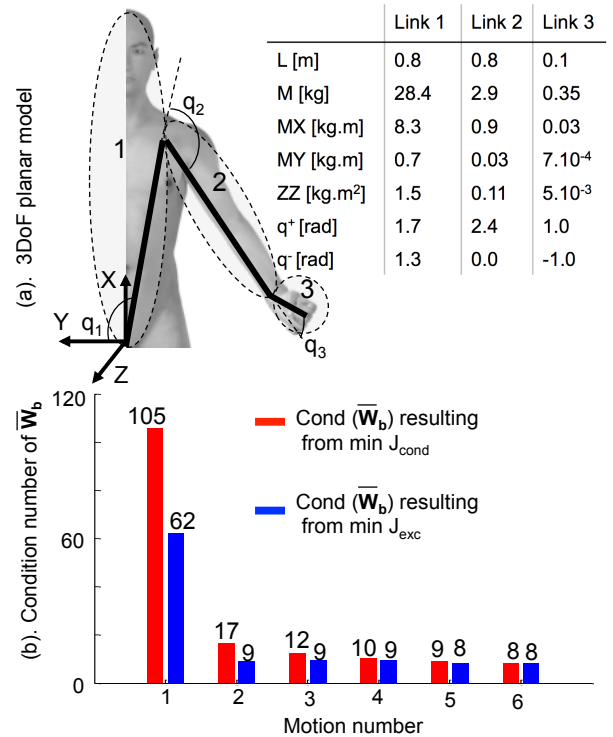 (a). 3DoF planar model
1
2
3
q₁
q₂
q₃
X
Y
Z
Link 1 Link 2 Link 3
L [m] 0.8 0.8 0.1
M [kg] 28.4 2.9 0.35
MX [kg.m] 8.3 0.9 0.03
MY [kg.m] 0.7 0.03 7.10⁻⁴
ZZ [kg.m²] 1.5 0.11 5.10⁻³
q⁺ [rad] 1.7 2.4 1.0
q⁻ [rad] 1.3 0.0 -1.0
(b). Condition number of W̅b
120
60
0
105
62
17
9
12
9
10
9
9
8
8
8
Cond (W̅b) resulting
from min Jcond
Cond (W̅b) resulting
from min Jexc
1 2 3 4 5 6
Motion number